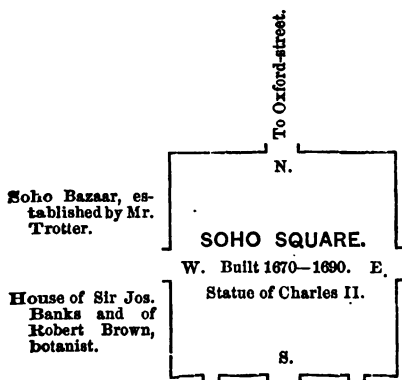 To Oxford-street.
N.
Soho Bazaar, es-
tablished by Mr.
Trotter.
SOHO SQUARE.
W. Built 1670—1690. E.
Statue of Charles II.
House of Sir Jos.
Banks and of
Robert Brown,
botanist.
S.